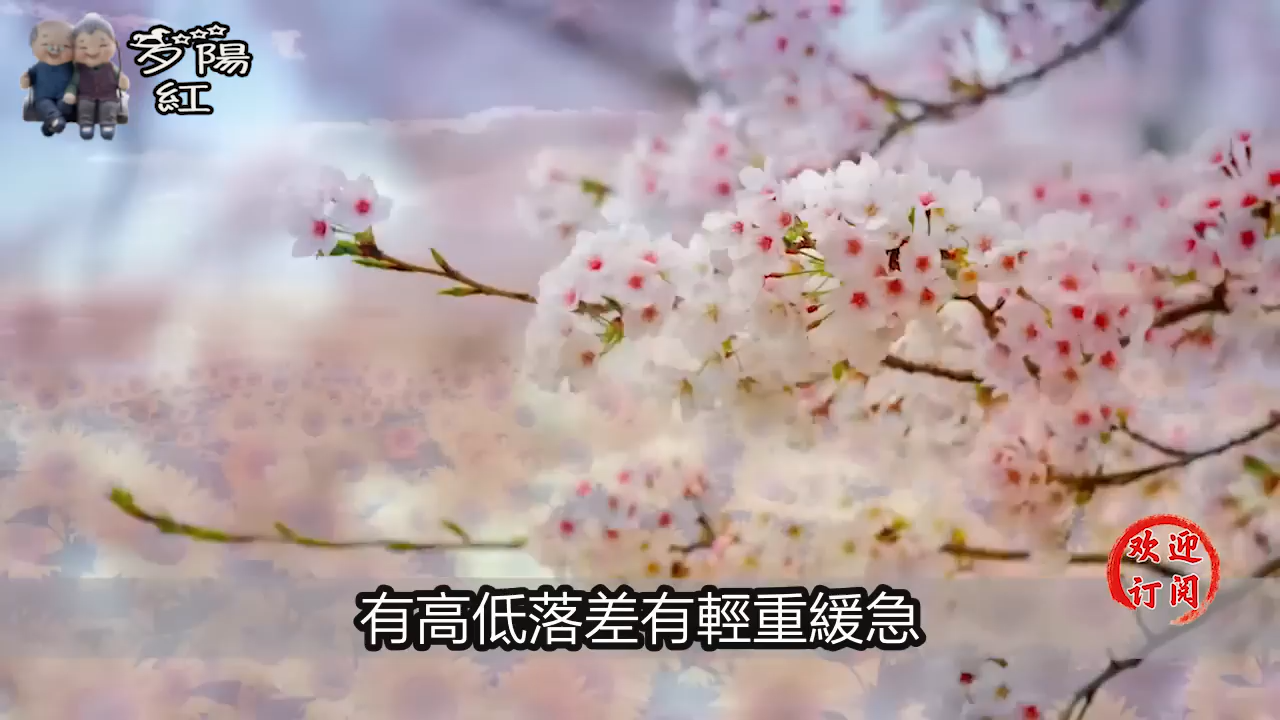 夕陽
紅
有高低落差有輕重緩急
欢迎
订阅